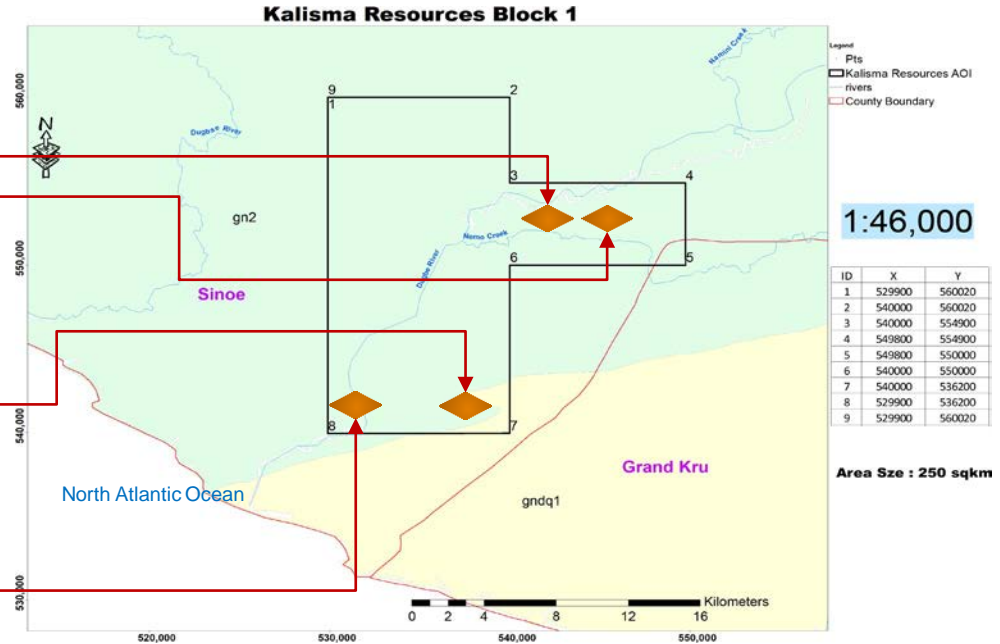 Kalisma Resources Block 1
Legend
Pts
Kalisma Resources AOI
rivers
County Boundary
560,000
550,000
540,000
530,000
N
9
1
2
3
4
5
6
7
8
Namini Creek
Dugbse River
gn2
Nemo Creek
Dugbe River
Sinoe
Grand Kru
North Atlantic Ocean
gndq1
1:46,000
ID X Y
1 529900 560020
2 540000 560020
3 540000 554900
4 549800 554900
5 549800 550000
6 540000 550000
7 540000 536200
8 529900 536200
9 529900 560020
Area Sze : 250 sqkm
Kilometers
0 2 4 8 12 16
520,000 530,000 540,000 550,000